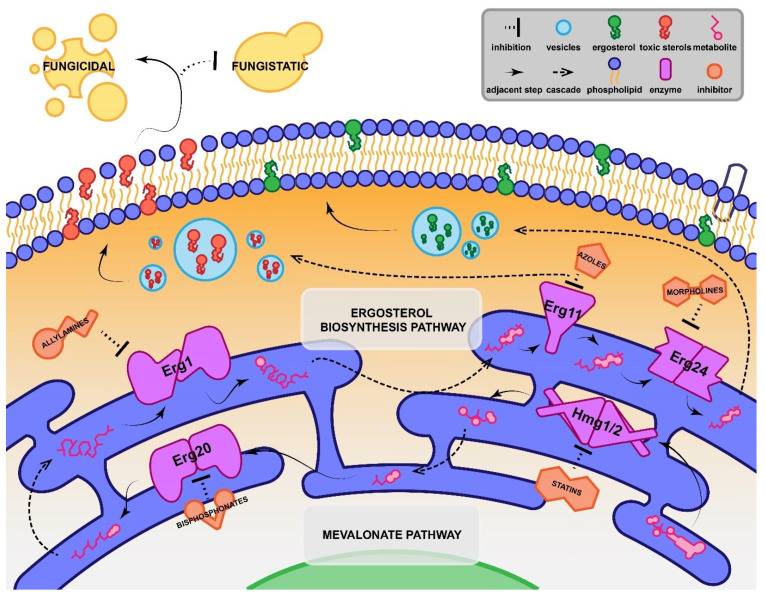 FUNGICIDAL
FUNGISTATIC
inhibition
vesicles
ergosterol
toxic sterols
metabolite
adjacent step
cascade
phospholipid
enzyme
inhibitor
AZOLES
MORPHOLINES
ERGOSTEROL
BIOSYNTHESIS PATHWAY
Erg11
ALLYLAMINES
Erg1
Erg24
Hmg1/2
Erg20
STATINS
BISPHOSPHONATES
MEVALONATE PATHWAY